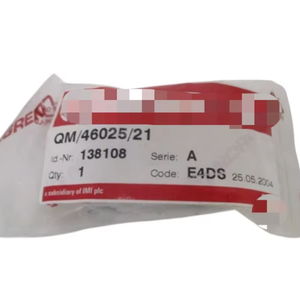 QM/46025/21
Id-Nr: 138108 Serie: A
Qty: 1 Code: E4DS 25.05.2004
a subsidiary of IMI plc